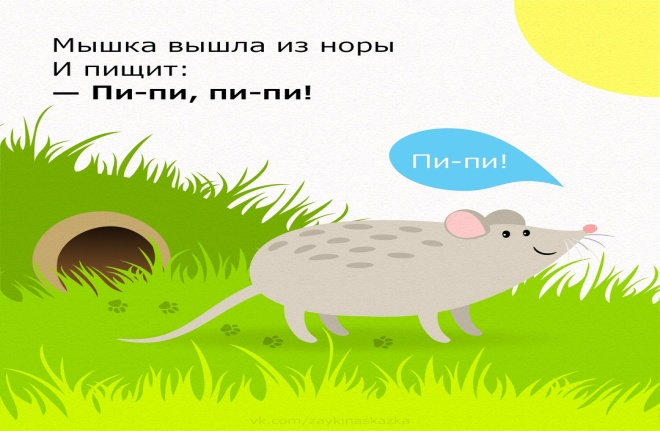 Мышка вышла из норы
И пищит:
— Пи-пи, пи-пи!
Пи-пи!
vk.com/zaykinaskazka